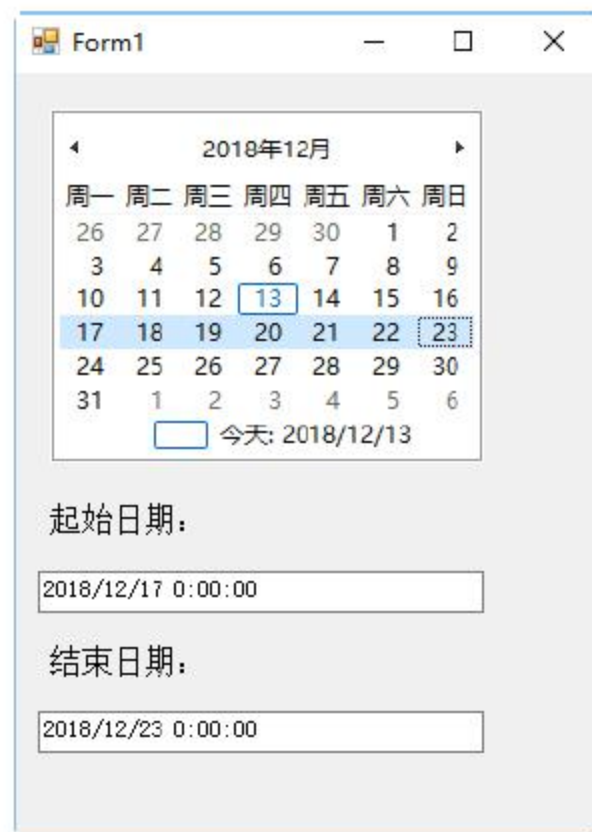 Form1
2018年12月
周一 周二 周三 周四 周五 周六 周日
26 27 28 29 30 1 2
3 4 5 6 7 8 9
10 11 12 13 14 15 16
17 18 19 20 21 22 23
24 25 26 27 28 29 30
31 1 2 3 4 5 6
今天: 2018/12/13
起始日期：
2018/12/17 0:00:00
结束日期：
2018/12/23 0:00:00